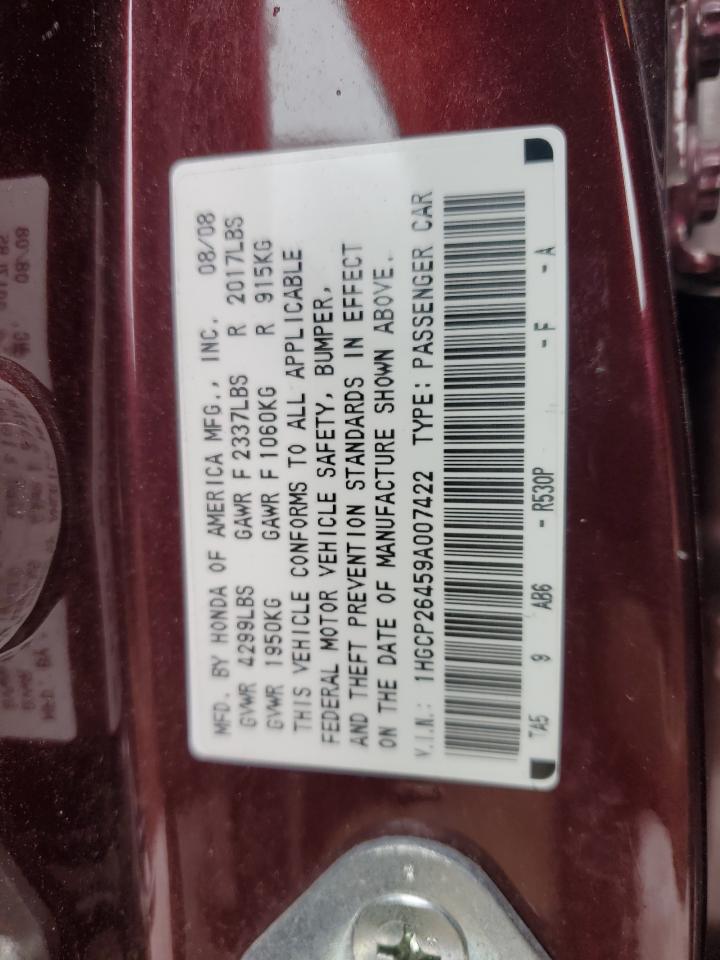 MFD. BY HONDA OF AMERICA MFG., INC. 08/08
GVWR 4299LBS GAWR F 2337LBS R 2017LBS
GVWR 1950KG GAWR F 1060KG R 915KG
THIS VEHICLE CONFORMS TO ALL APPLICABLE
FEDERAL MOTOR VEHICLE SAFETY, BUMPER,
AND THEFT PREVENTION STANDARDS IN EFFECT
ON THE DATE OF MANUFACTURE SHOWN ABOVE.
V.I.N.: 1HGCP26459A007422 TYPE: PASSENGER CAR
TA5 9 AB6 - R530P - F - A